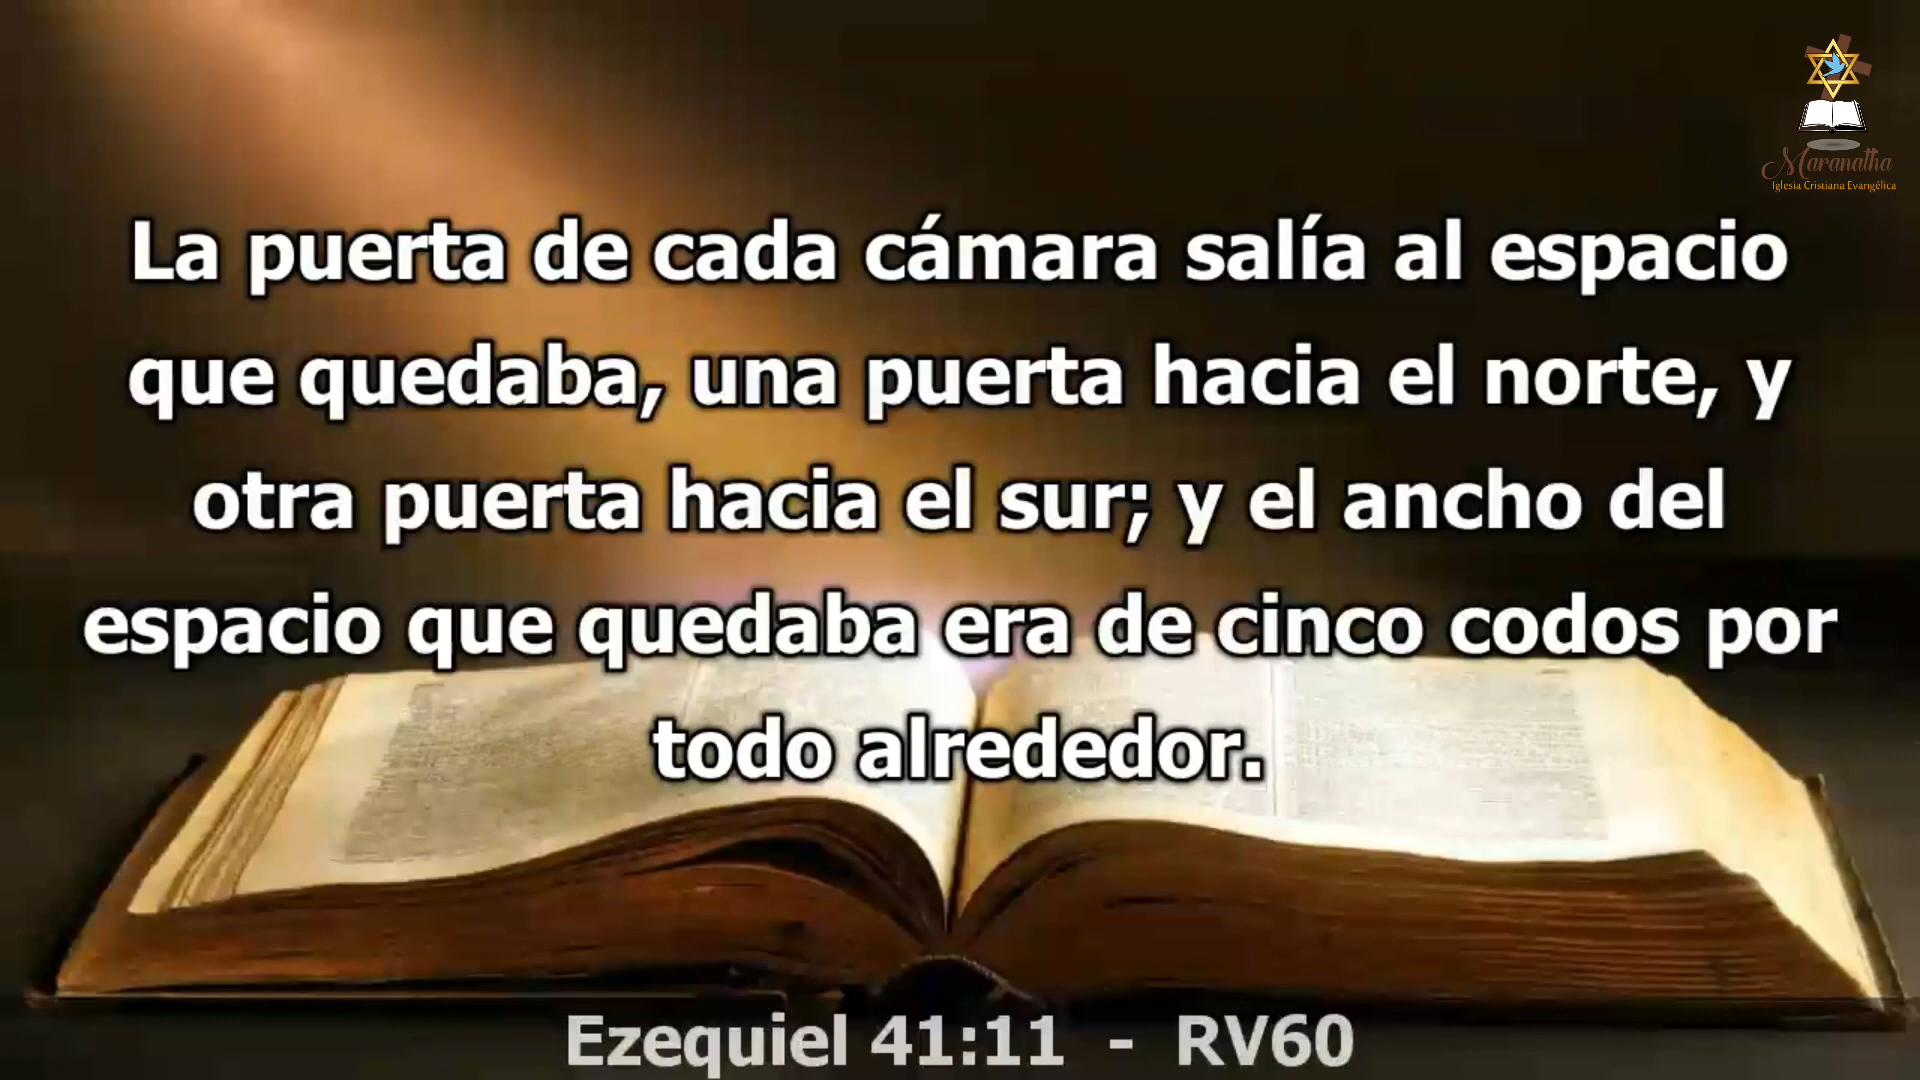 Maranatha
Iglesia Cristiana Evangélica
La puerta de cada cámara salía al espacio
que quedaba, una puerta hacia el norte, y
otra puerta hacia el sur; y el ancho del
espacio que quedaba era de cinco codos por
todo alrededor.
Ezequiel 41:11 - RV60